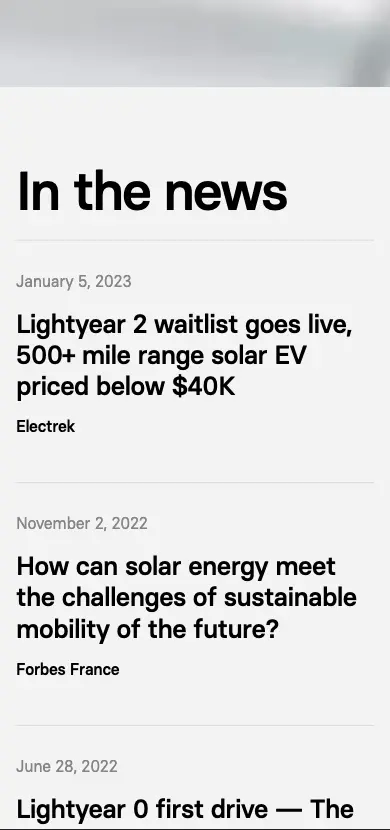 In the news
January 5, 2023
Lightyear 2 waitlist goes live,
500+ mile range solar EV
priced below $40K
Electrek
November 2, 2022
How can solar energy meet
the challenges of sustainable
mobility of the future?
Forbes France
June 28, 2022
Lightyear 0 first drive — The